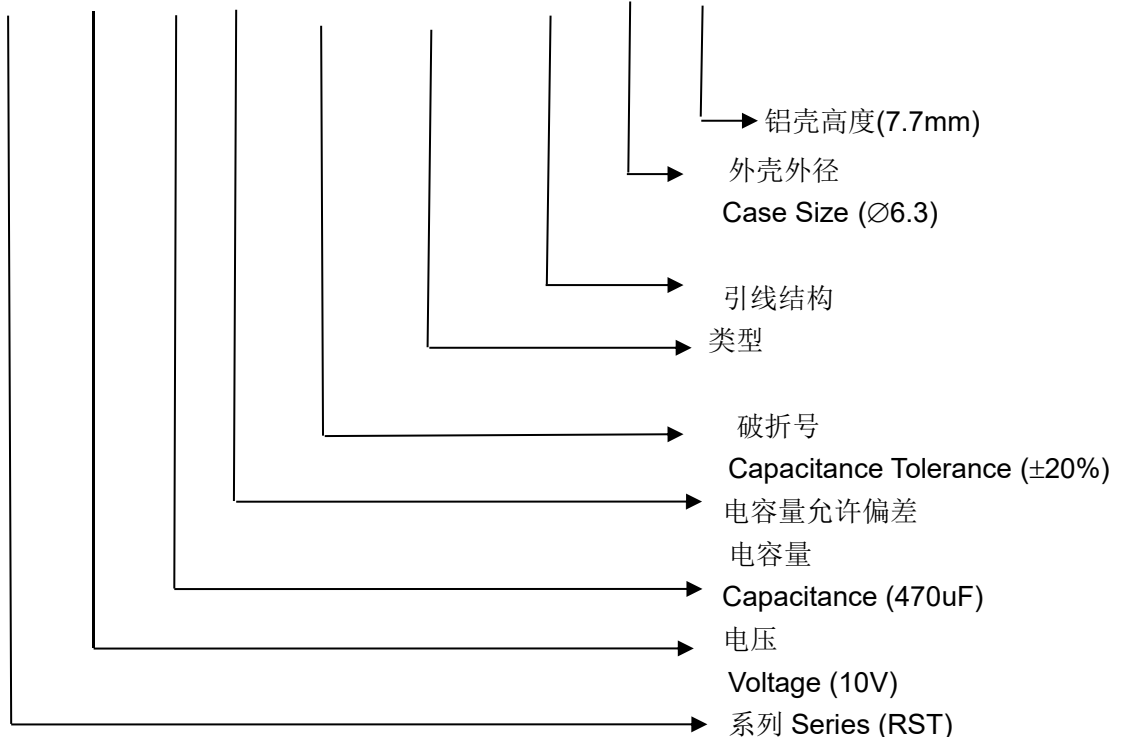 铝壳高度(7.7mm)
外壳外径
Case Size (∅6.3)
引线结构
类型
破折号
Capacitance Tolerance (±20%)
电容量允许偏差
电容量
Capacitance (470uF)
电压
Voltage (10V)
系列 Series (RST)